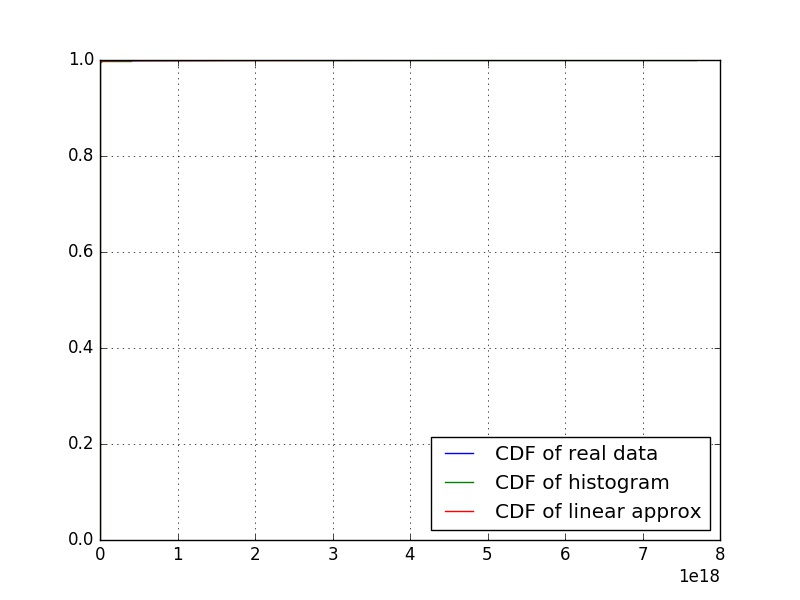 1.0
0.8
0.6
0.4
0.2
0.0
CDF of real data
CDF of histogram
CDF of linear approx
0 1 2 3 4 5 6 7 8
1e18